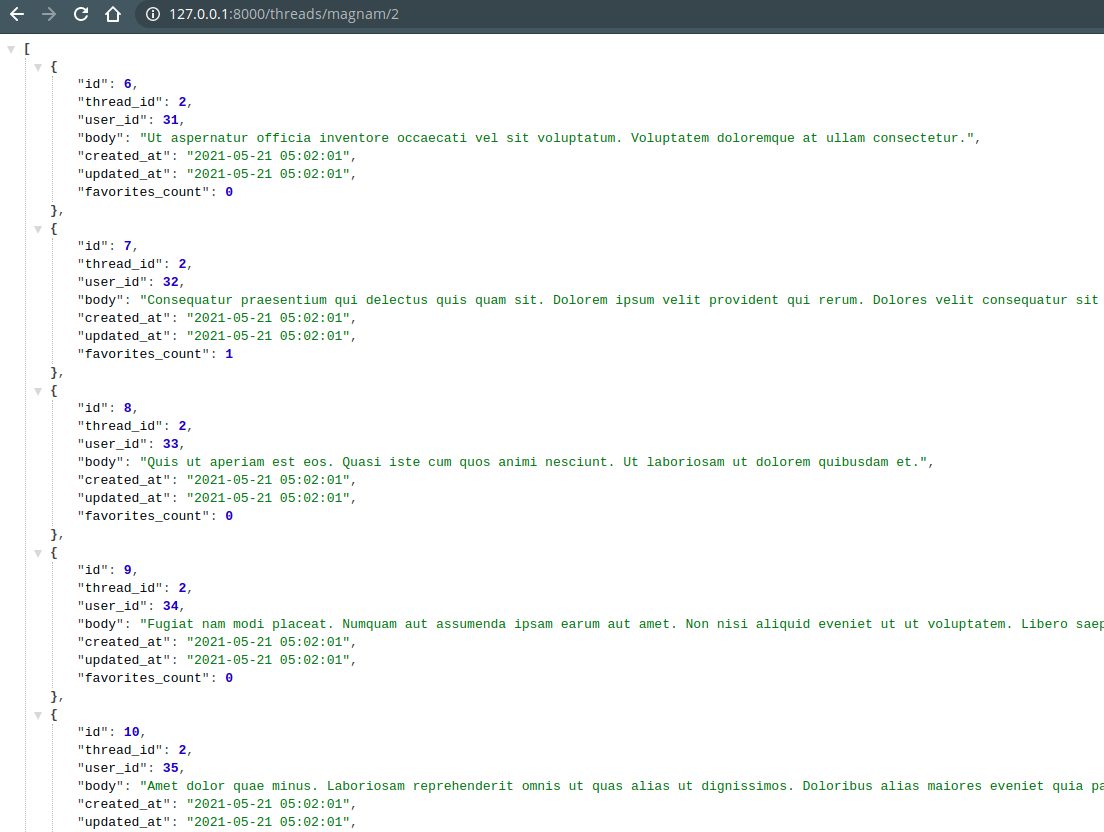 127.0.0.1:8000/threads/magnam/2
[
{
"id": 6,
"thread_id": 2,
"user_id": 31,
"body": "Ut aspernatur officia inventore occaecati vel sit voluptatum. Voluptatem doloremque at ullam consectetur.",
"created_at": "2021-05-21 05:02:01",
"updated_at": "2021-05-21 05:02:01",
"favorites_count": 0
},
{
"id": 7,
"thread_id": 2,
"user_id": 32,
"body": "Consequatur praesentium qui delectus quis quam sit. Dolorem ipsum velit provident qui rerum. Dolores velit consequatur sit
"created_at": "2021-05-21 05:02:01",
"updated_at": "2021-05-21 05:02:01",
"favorites_count": 1
},
{
"id": 8,
"thread_id": 2,
"user_id": 33,
"body": "Quis ut aperiam est eos. Quasi iste cum quos animi nesciunt. Ut laboriosam ut dolorem quibusdam et.",
"created_at": "2021-05-21 05:02:01",
"updated_at": "2021-05-21 05:02:01",
"favorites_count": 0
},
{
"id": 9,
"thread_id": 2,
"user_id": 34,
"body": "Fugiat nam modi placeat. Numquam aut assumenda ipsam earum aut amet. Non nisi aliquid eveniet ut ut voluptatem. Libero saep
"created_at": "2021-05-21 05:02:01",
"updated_at": "2021-05-21 05:02:01",
"favorites_count": 0
},
{
"id": 10,
"thread_id": 2,
"user_id": 35,
"body": "Amet dolor quae minus. Laboriosam reprehenderit omnis ut quas alias ut dignissimos. Doloribus alias maiores eveniet quia pa
"created_at": "2021-05-21 05:02:01",
"updated_at": "2021-05-21 05:02:01",